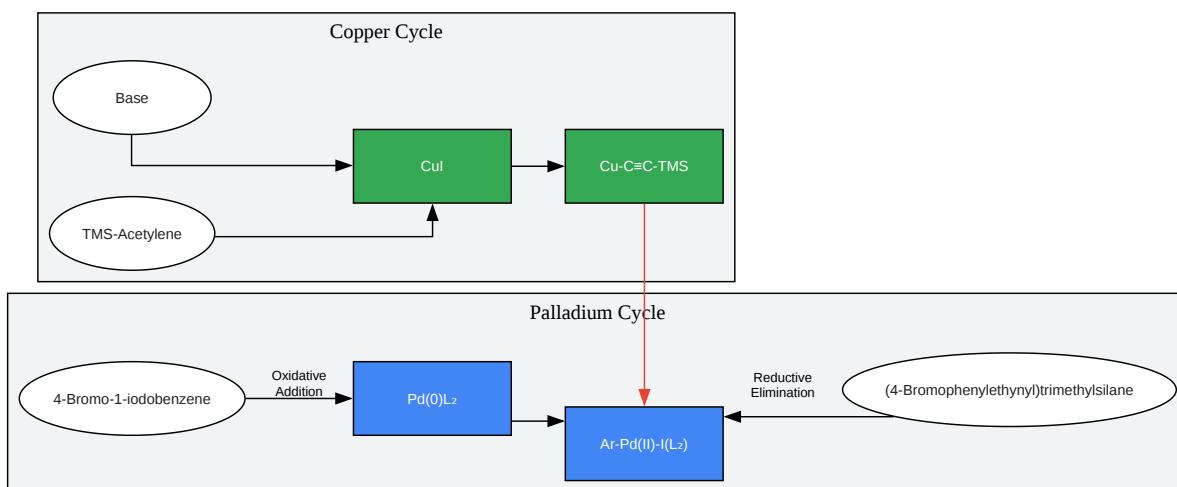 Copper Cycle
Base
CuI
Cu-C≡C-TMS
TMS-Acetylene
Palladium Cycle
4-Bromo-1-iodobenzene
Oxidative
Addition
Pd(0)L₂
Ar-Pd(II)-I(L₂)
Reductive
Elimination
(4-Bromophenylethynyl)trimethylsilane